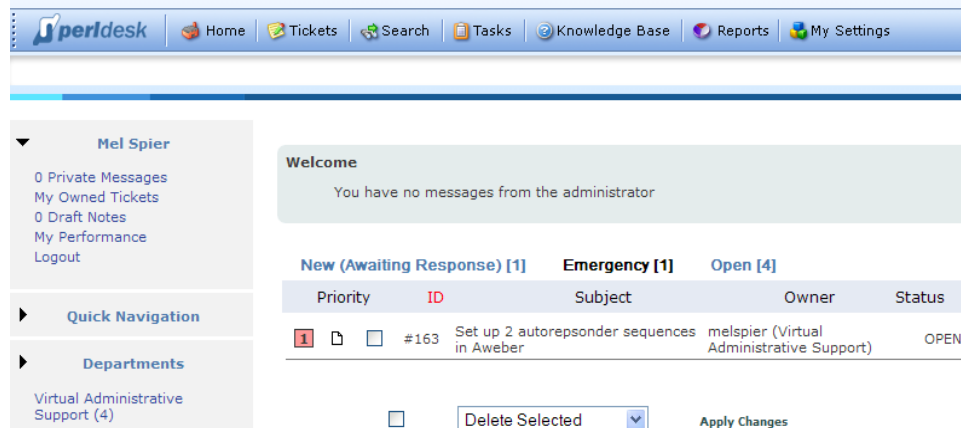 perldesk Home Tickets Search Tasks Knowledge Base Reports My Settings
Mel Spier
0 Private Messages
My Owned Tickets
0 Draft Notes
My Performance
Logout
Quick Navigation
Departments
Virtual Administrative
Support (4)
Welcome
You have no messages from the administrator
New (Awaiting Response) [1] Emergency [1] Open [4]
Priority ID Subject Owner Status
1 #163 Set up 2 autorepsonder sequences melspier (Virtual OPEN
in Aweber Administrative Support)
Delete Selected Apply Changes